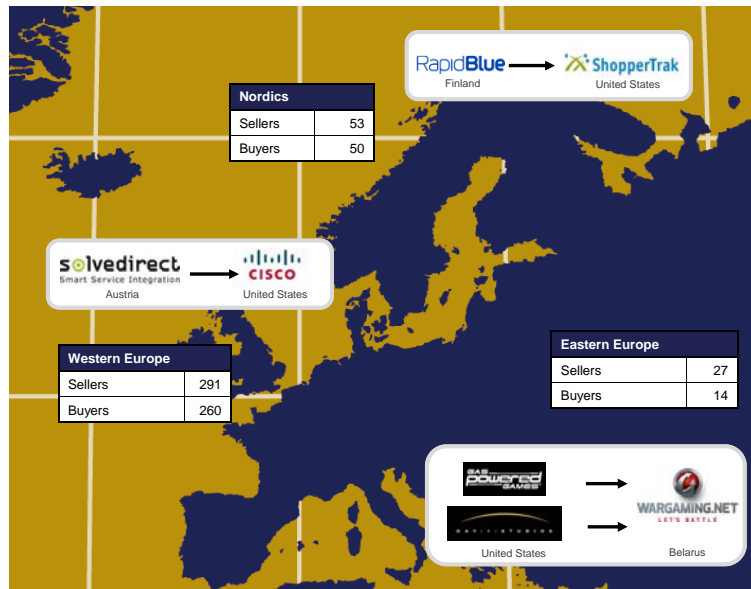 RapidBlue
ShopperTrak
Finland
United States
Nordics
Sellers 53
Buyers 50
solvedirect
Smart Service Integration
CISCO
Austria
United States
Western Europe
Sellers 291
Buyers 260
Eastern Europe
Sellers 27
Buyers 14
GAS
POWERED
GAMES
WARGAMING.NET
LET'S BATTLE
United States
Belarus